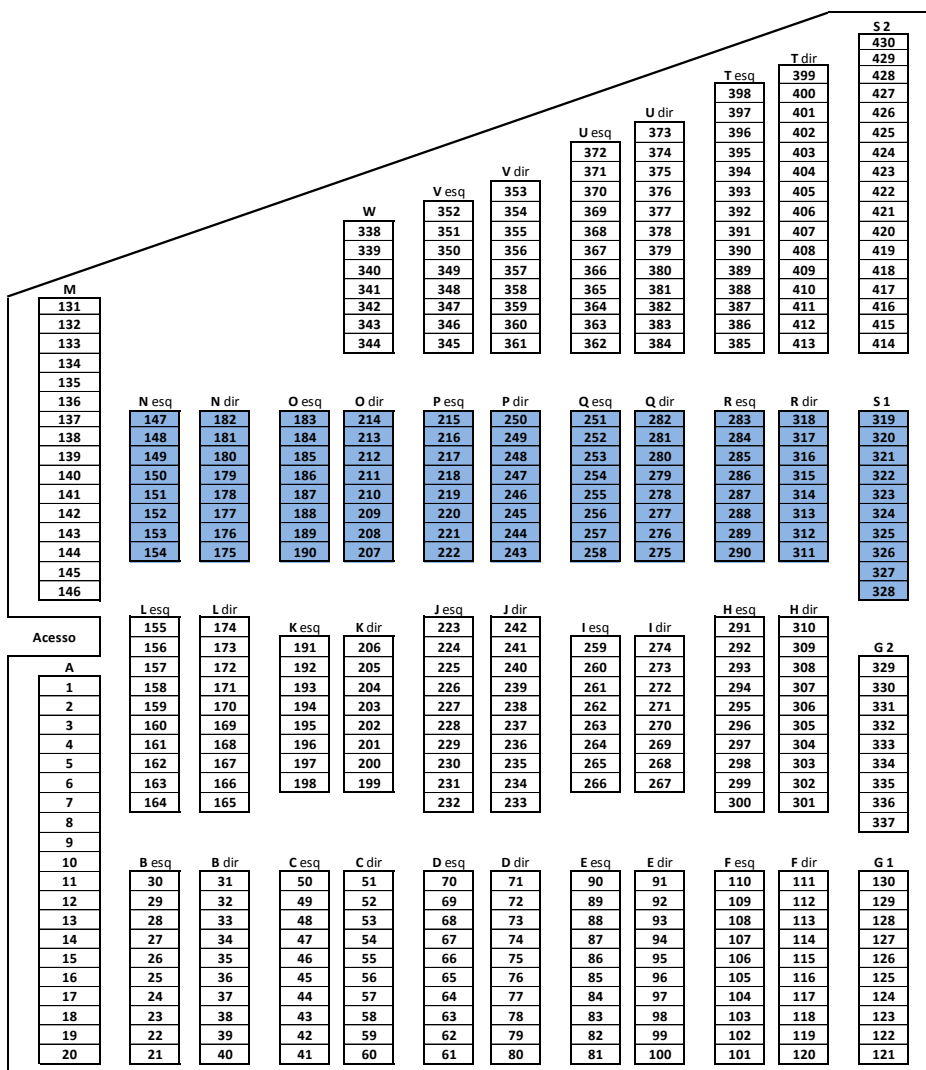 S 2
430
T dir 429
T esq 399 428
398 400 427
U dir 397 401 426
U esq 373 396 402 425
372 374 395 403 424
V dir 371 375 394 404 423
V esq 353 370 376 393 405 422
W 352 354 369 377 392 406 421
338 351 355 368 378 391 407 420
339 350 356 367 379 390 408 419
340 349 357 366 380 389 409 418
M 341 348 358 365 381 388 410 417
131 342 347 359 364 382 387 411 416
132 343 346 360 363 383 386 412 415
133 344 345 361 362 384 385 413 414
134
135
136 N esq N dir O esq O dir P esq P dir Q esq Q dir R esq R dir S 1
137 147 182 183 214 215 250 251 282 283 318 319
138 148 181 184 213 216 249 252 281 284 317 320
139 149 180 185 212 217 248 253 280 285 316 321
140 150 179 186 211 218 247 254 279 286 315 322
141 151 178 187 210 219 246 255 278 287 314 323
142 152 177 188 209 220 245 256 277 288 313 324
143 153 176 189 208 221 244 257 276 289 312 325
144 154 175 190 207 222 243 258 275 290 311 326
145 327
146 328
L esq L dir J esq J dir H esq H dir
155 174 K esq K dir 223 242 I esq I dir 291 310
Acesso
156 173 191 206 224 241 259 274 292 309 G 2
A 157 172 192 205 225 240 260 273 293 308 329
1 158 171 193 204 226 239 261 272 294 307 330
2 159 170 194 203 227 238 262 271 295 306 331
3 160 169 195 202 228 237 263 270 296 305 332
4 161 168 196 201 229 236 264 269 297 304 333
5 162 167 197 200 230 235 265 268 298 303 334
6 163 166 198 199 231 234 266 267 299 302 335
7 164 165 232 233 300 301 336
8 337
9
10 B esq B dir C esq C dir D esq D dir E esq E dir F esq F dir G 1
11 30 31 50 51 70 71 90 91 110 111 130
12 29 32 49 52 69 72 89 92 109 112 129
13 28 33 48 53 68 73 88 93 108 113 128
14 27 34 47 54 67 74 87 94 107 114 127
15 26 35 46 55 66 75 86 95 106 115 126
16 25 36 45 56 65 76 85 96 105 116 125
17 24 37 44 57 64 77 84 97 104 117 124
18 23 38 43 58 63 78 83 98 103 118 123
19 22 39 42 59 62 79 82 99 102 119 122
20 21 40 41 60 61 80 81 100 101 120 121